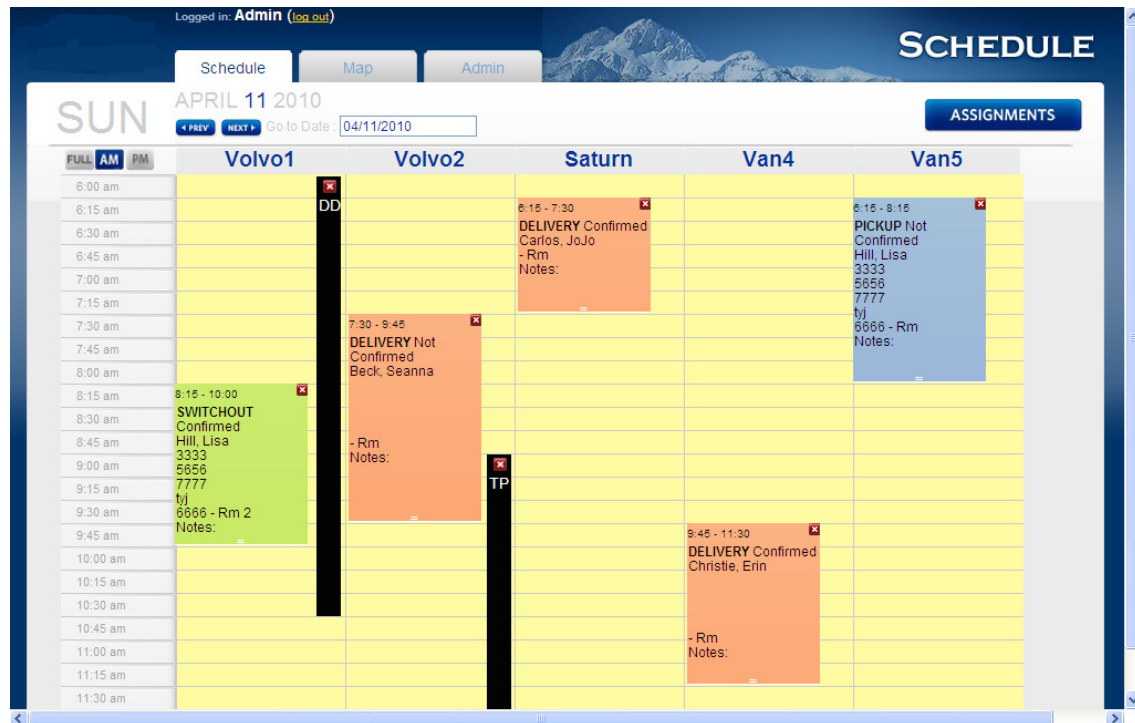 Logged in: Admin (log out)
SCHEDULE
Schedule
Map
Admin
SUN
APRIL 11 2010
PREV
NEXT
Go to Date : 04/11/2010
ASSIGNMENTS
FULL AM PM
Volvo1
Volvo2
Saturn
Van4
Van5
6:00 am
6:15 am
6:30 am
6:45 am
7:00 am
7:15 am
7:30 am
7:45 am
8:00 am
8:15 am
8:30 am
8:45 am
9:00 am
9:15 am
9:30 am
9:45 am
10:00 am
10:15 am
10:30 am
10:45 am
11:00 am
11:15 am
11:30 am
8:15 - 10:00
SWITCHOUT
Confirmed
Hill, Lisa
3333
5656
7777
tyj
6666 - Rm 2
Notes:
DD
7:30 - 9:45
DELIVERY Not
Confirmed
Beck, Seanna
- Rm
Notes:
TP
6:15 - 7:30
DELIVERY Confirmed
Carlos, JoJo
- Rm
Notes:
9:45 - 11:30
DELIVERY Confirmed
Christie, Erin
- Rm
Notes:
6:15 - 8:15
PICKUP Not
Confirmed
Hill, Lisa
3333
5656
7777
tyj
6666 - Rm
Notes: